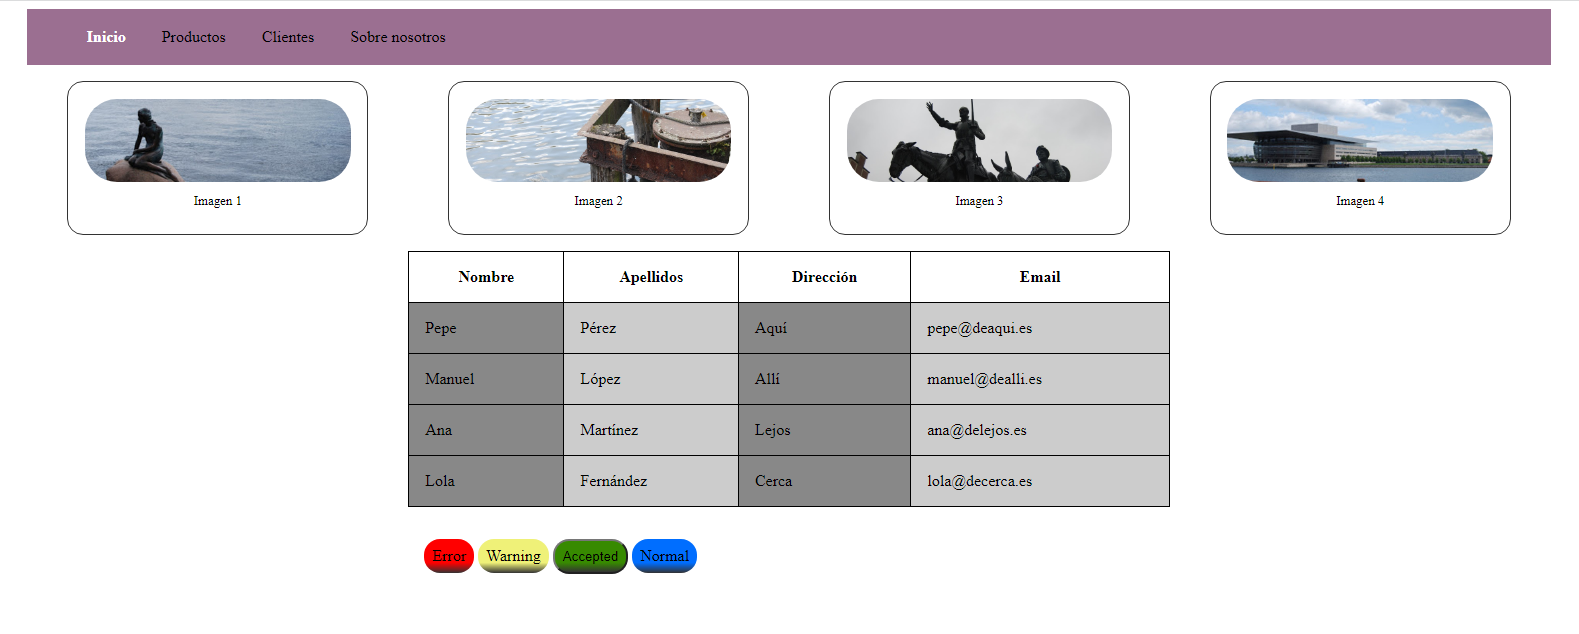 Inicio Productos Clientes Sobre nosotros
Imagen 1 Imagen 2 Imagen 3 Imagen 4
Nombre Apellidos Dirección Email
Pepe Pérez Aquí pepe@deaqui.es
Manuel López Allí manuel@dealli.es
Ana Martínez Lejos ana@delejos.es
Lola Fernández Cerca lola@decerca.es
Error Warning Accepted Normal